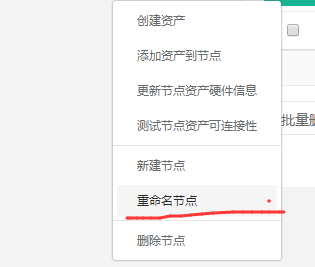 创建资产
添加资产到节点
更新节点资产硬件信息
测试节点资产可连接性
批量删
新建节点
重命名节点
删除节点